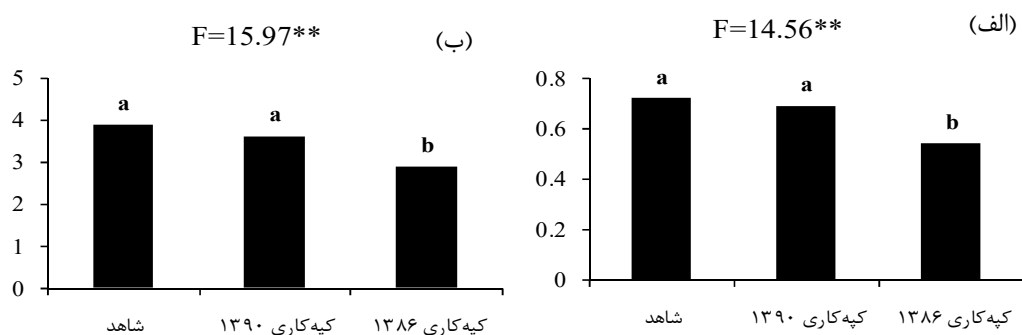 (الف)
F=14.56**
0.8
0.6
0.4
0.2
0
a
a
b
شاهد
کپه‌کاری ۱۳۹۰
کپه‌کاری ۱۳۸۶
(ب)
F=15.97**
5
4
3
2
1
0
a
a
b
شاهد
کپه‌کاری ۱۳۹۰
کپه‌کاری ۱۳۸۶